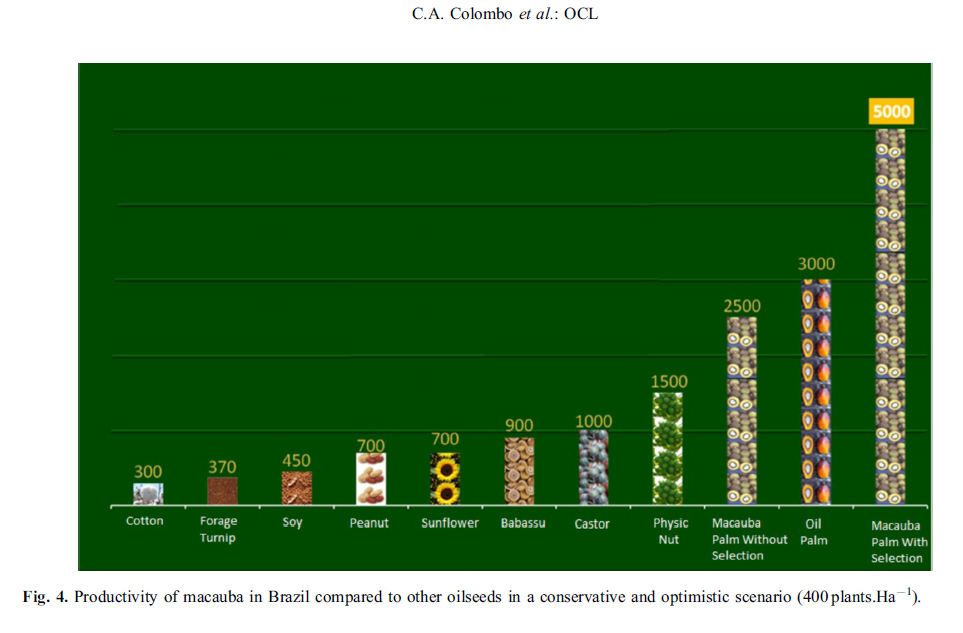 C.A. Colombo et al.: OCL
5000
3000
2500
1500
1000
900
700
700
450
370
300
Cotton
Forage
Turnip
Soy
Peanut
Sunflower
Babassu
Castor
Physic
Nut
Macauba
Palm Without
Selection
Oil
Palm
Macauba
Palm With
Selection
Fig. 4. Productivity of macauba in Brazil compared to other oilseeds in a conservative and optimistic scenario (400 plants.Ha⁻¹).